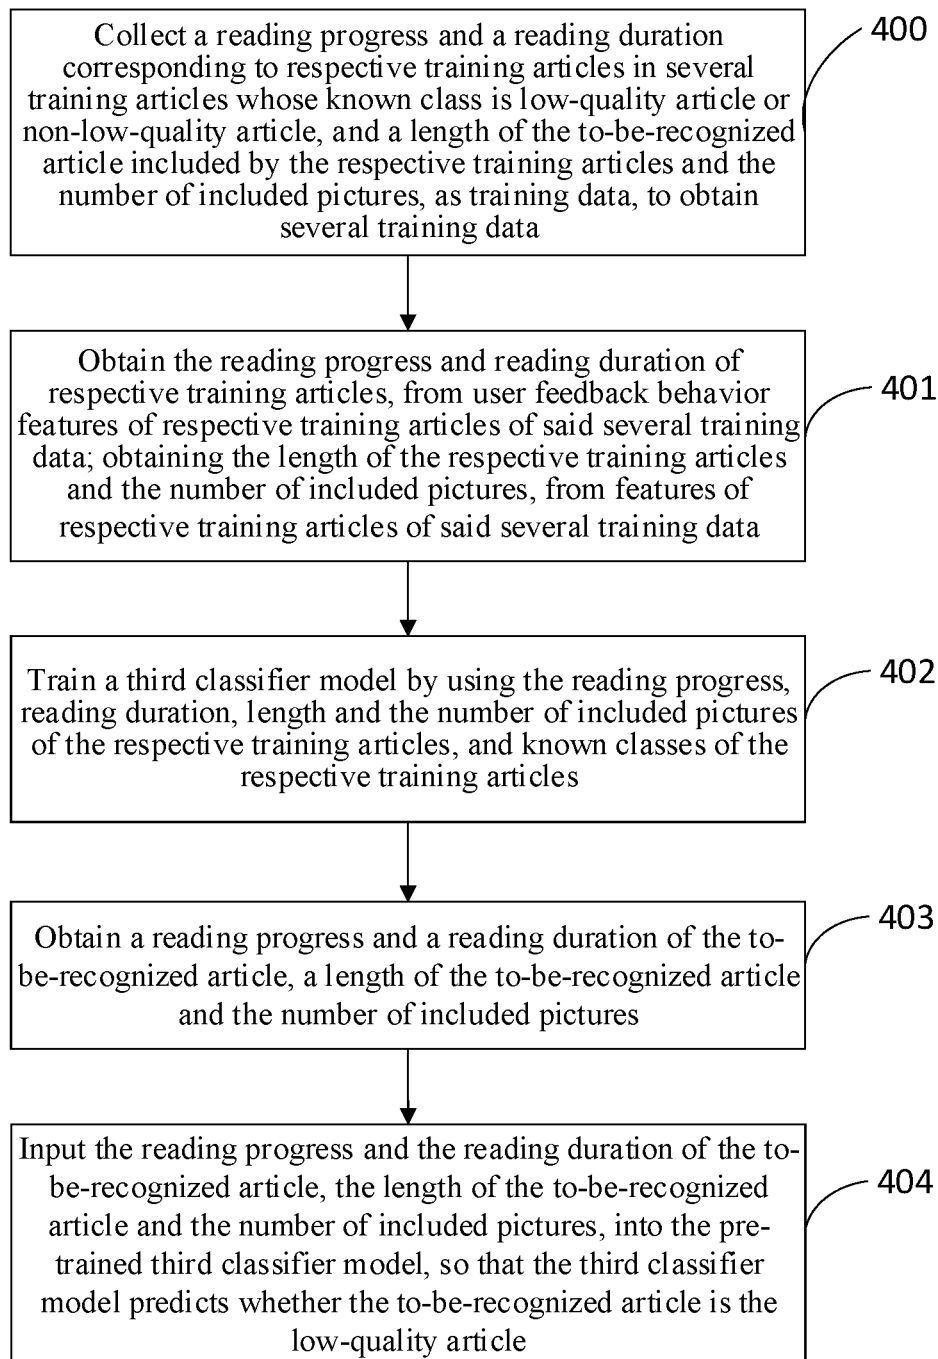 Collect a reading progress and a reading duration
corresponding to respective training articles in several
training articles whose known class is low-quality article or
non-low-quality article, and a length of the to-be-recognized
article included by the respective training articles and the
number of included pictures, as training data, to obtain
several training data
400
Obtain the reading progress and reading duration of
respective training articles, from user feedback behavior
features of respective training articles of said several training
data; obtaining the length of the respective training articles
and the number of included pictures, from features of
respective training articles of said several training data
401
Train a third classifier model by using the reading progress,
reading duration, length and the number of included pictures
of the respective training articles, and known classes of the
respective training articles
402
Obtain a reading progress and a reading duration of the to-
be-recognized article, a length of the to-be-recognized article
and the number of included pictures
403
Input the reading progress and the reading duration of the to-
be-recognized article, the length of the to-be-recognized
article and the number of included pictures, into the pre-
trained third classifier model, so that the third classifier
model predicts whether the to-be-recognized article is the
low-quality article
404